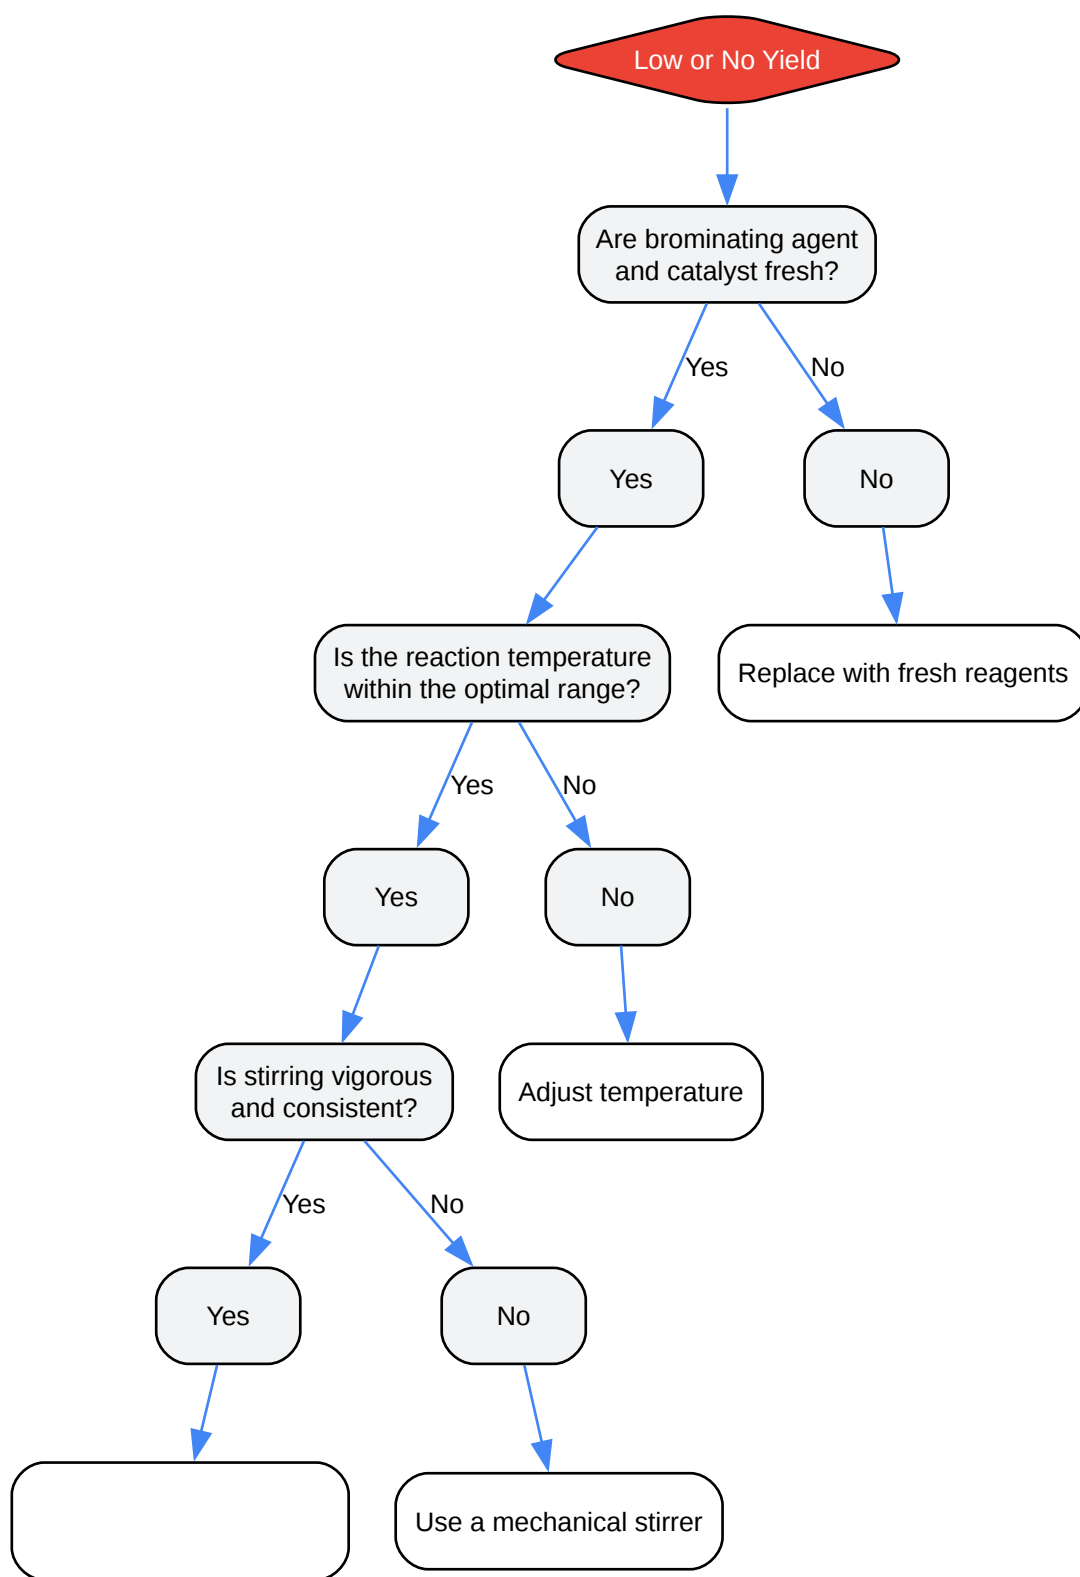 Low or No Yield
Are brominating agent
and catalyst fresh?
Yes
No
Yes
No
Is the reaction temperature
within the optimal range?
Replace with fresh reagents
Yes
No
Yes
No
Is stirring vigorous
and consistent?
Adjust temperature
Yes
No
Yes
No
Use a mechanical stirrer